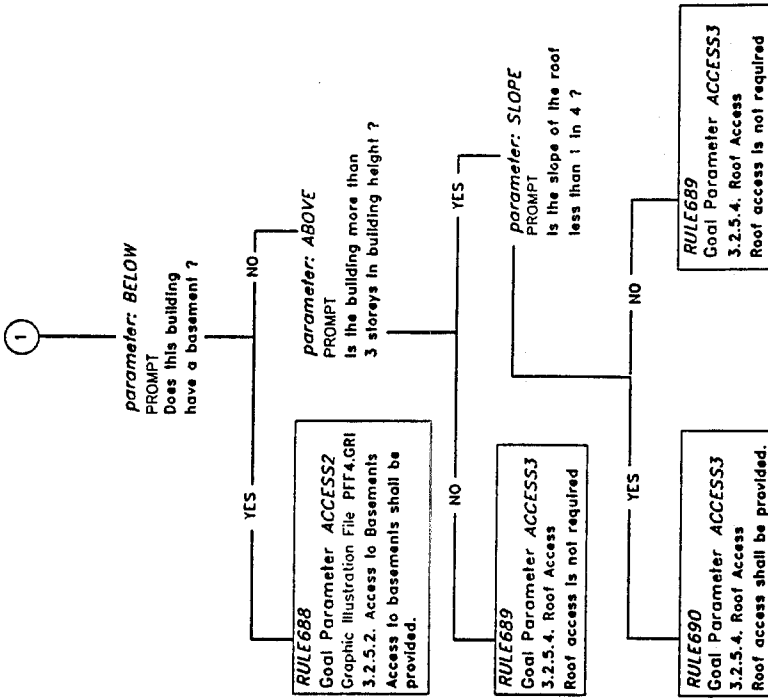 1
parameter: BELOW
PROMPT
Does this building
have a basement ?
YES
NO
RULE688
Goal Parameter ACCESS2
Graphic Illustration File PFF4.GRI
3.2.5.2. Access to Basements
Access to basements shall be
provided.
parameter: ABOVE
PROMPT
Is the building more than
3 storeys in building height ?
NO
YES
RULE689
Goal Parameter ACCESS3
3.2.5.4. Roof Access
Roof access is not required
parameter: SLOPE
PROMPT
Is the slope of the roof
less than 1 in 4 ?
YES
NO
RULE690
Goal Parameter ACCESS3
3.2.5.4. Roof Access
Roof access shall be provided.
RULE689
Goal Parameter ACCESS3
3.2.5.4. Roof Access
Roof access is not required